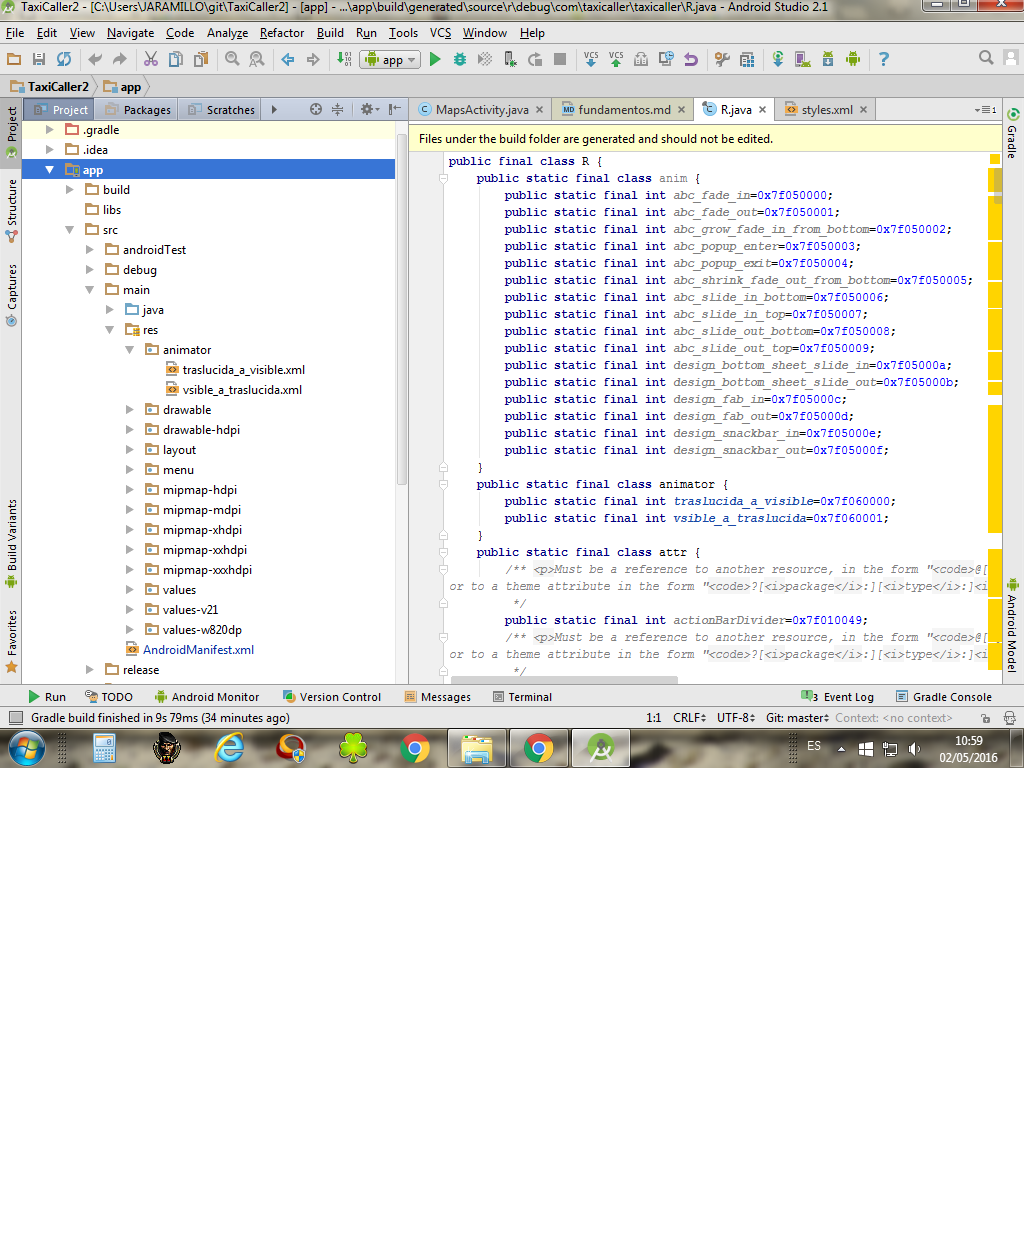 TaxiCaller2 - [C:\Users\JARAMILLO\git\TaxiCaller2] - [app] - ...\app\build\generated\source\r\debug\com\taxicaller\taxicaller\R.java - Android Studio 2.1
File Edit View Navigate Code Analyze Refactor Build Run Tools VCS Window Help
app
TaxiCaller2 app
Project Packages Scratches
MapsActivity.java fundamentos.md R.java styles.xml
Project
Structure
Captures
Build Variants
Favorites
.gradle
.idea
app
build
libs
src
androidTest
debug
main
java
res
animator
traslucida_a_visible.xml
vsible_a_traslucida.xml
drawable
drawable-hdpi
layout
menu
mipmap-hdpi
mipmap-mdpi
mipmap-xhdpi
mipmap-xxhdpi
mipmap-xxxhdpi
values
values-v21
values-w820dp
AndroidManifest.xml
release
Files under the build folder are generated and should not be edited.
public final class R {
public static final class anim {
public static final int abc_fade_in=0x7f050000;
public static final int abc_fade_out=0x7f050001;
public static final int abc_grow_fade_in_from_bottom=0x7f050002;
public static final int abc_popup_enter=0x7f050003;
public static final int abc_popup_exit=0x7f050004;
public static final int abc_shrink_fade_out_from_bottom=0x7f050005;
public static final int abc_slide_in_bottom=0x7f050006;
public static final int abc_slide_in_top=0x7f050007;
public static final int abc_slide_out_bottom=0x7f050008;
public static final int abc_slide_out_top=0x7f050009;
public static final int design_bottom_sheet_slide_in=0x7f05000a;
public static final int design_bottom_sheet_slide_out=0x7f05000b;
public static final int design_fab_in=0x7f05000c;
public static final int design_fab_out=0x7f05000d;
public static final int design_snackbar_in=0x7f05000e;
public static final int design_snackbar_out=0x7f05000f;
}
public static final class animator {
public static final int traslucida_a_visible=0x7f060000;
public static final int vsible_a_traslucida=0x7f060001;
}
public static final class attr {
/** <p>Must be a reference to another resource, in the form "<code>@[
or to a theme attribute in the form "<code>?[<i>package</i>:][<i>type</i>:]<i
*/
public static final int actionBarDivider=0x7f010049;
/** <p>Must be a reference to another resource, in the form "<code>@[
or to a theme attribute in the form "<code>?[<i>package</i>:][<i>type</i>:]<i
*/
Gradle
Android Model
Run TODO Android Monitor Version Control Messages Terminal 3 Event Log Gradle Console
Gradle build finished in 9s 79ms (34 minutes ago) 1:1 CRLF UTF-8 Git: master Context: <no context>
ES
10:59
02/05/2016